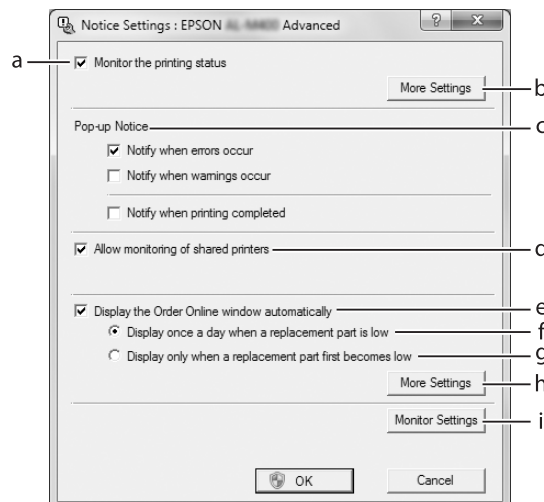 Notice Settings : EPSON Advanced
?
x
a
Monitor the printing status
More Settings
b
Pop-up Notice
c
Notify when errors occur
Notify when warnings occur
Notify when printing completed
Allow monitoring of shared printers
d
Display the Order Online window automatically
e
Display once a day when a replacement part is low
f
Display only when a replacement part first becomes low
g
More Settings
h
Monitor Settings
i
OK
Cancel